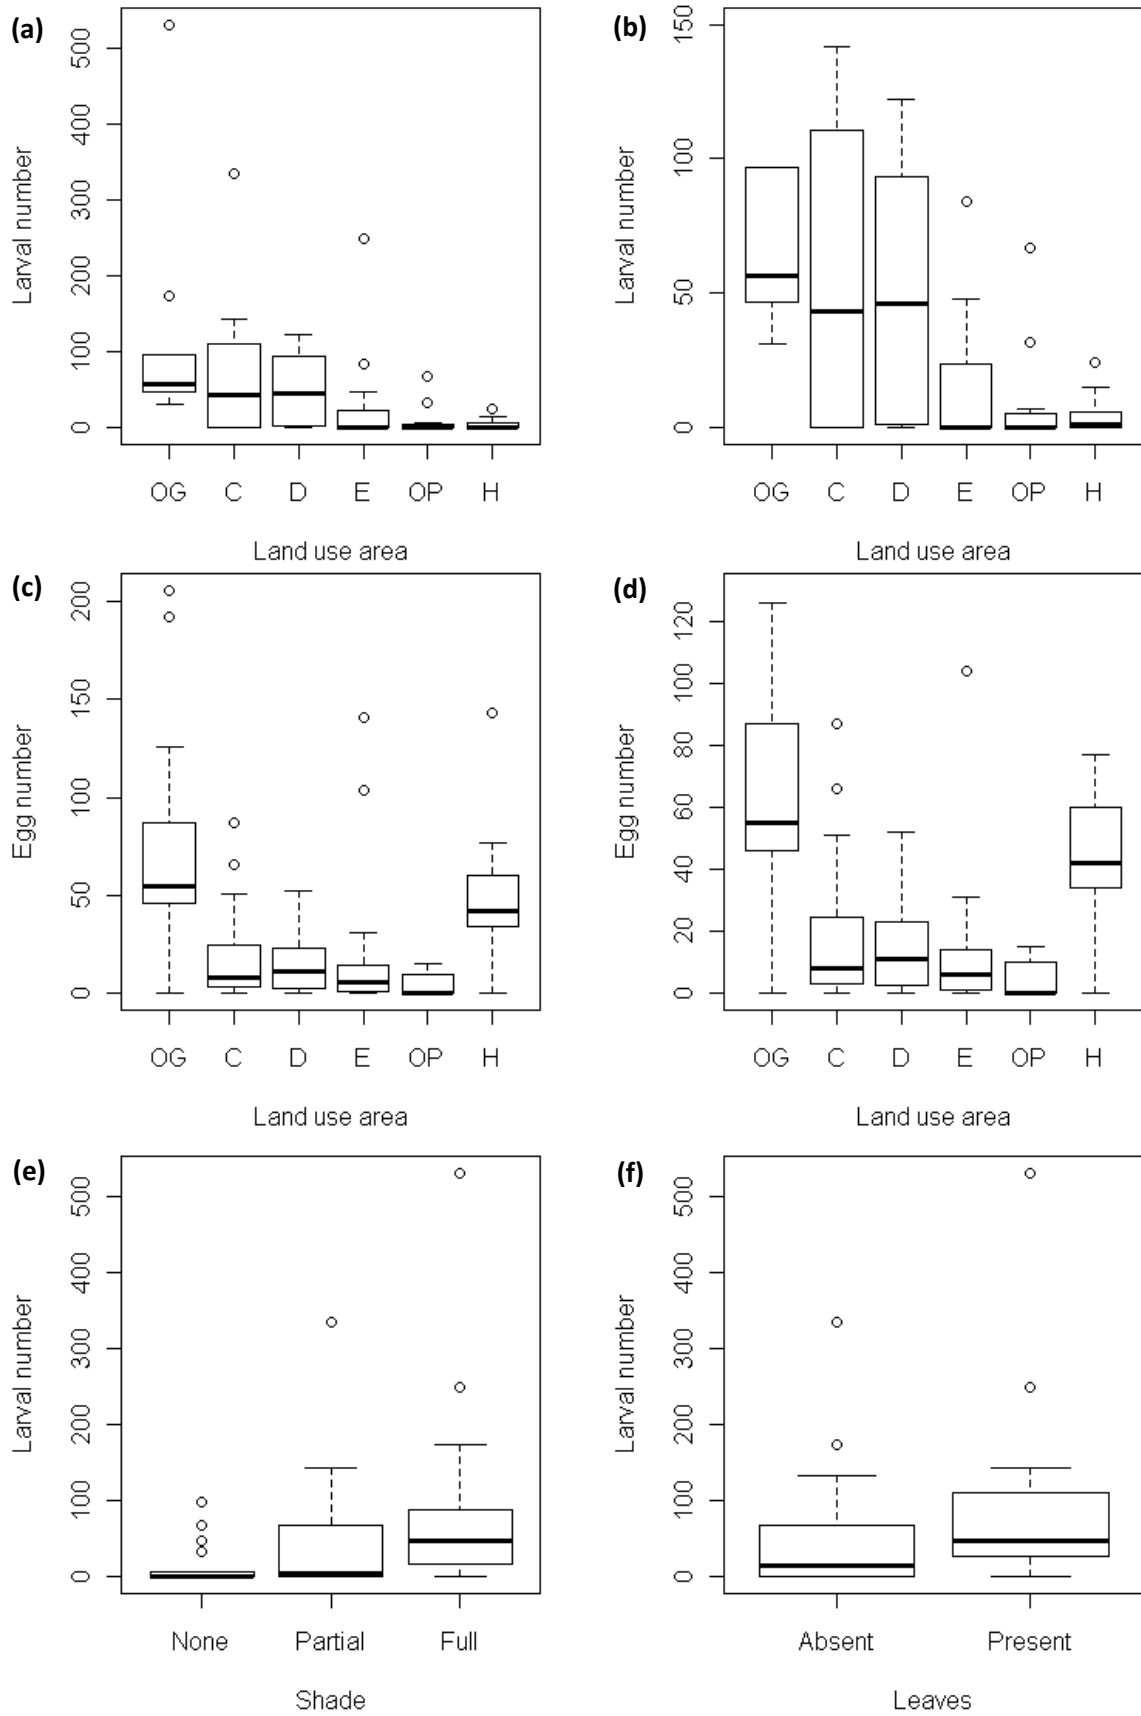 (a)
Larval number
500
400
300
200
100
0
OG C D E OP H
Land use area
(b)
Larval number
150
100
50
0
OG C D E OP H
Land use area
(c)
Egg number
200
150
100
50
0
OG C D E OP H
Land use area
(d)
Egg number
120
100
80
60
40
20
0
OG C D E OP H
Land use area
(e)
Larval number
500
400
300
200
100
0
None Partial Full
Shade
(f)
Larval number
500
400
300
200
100
0
Absent Present
Leaves